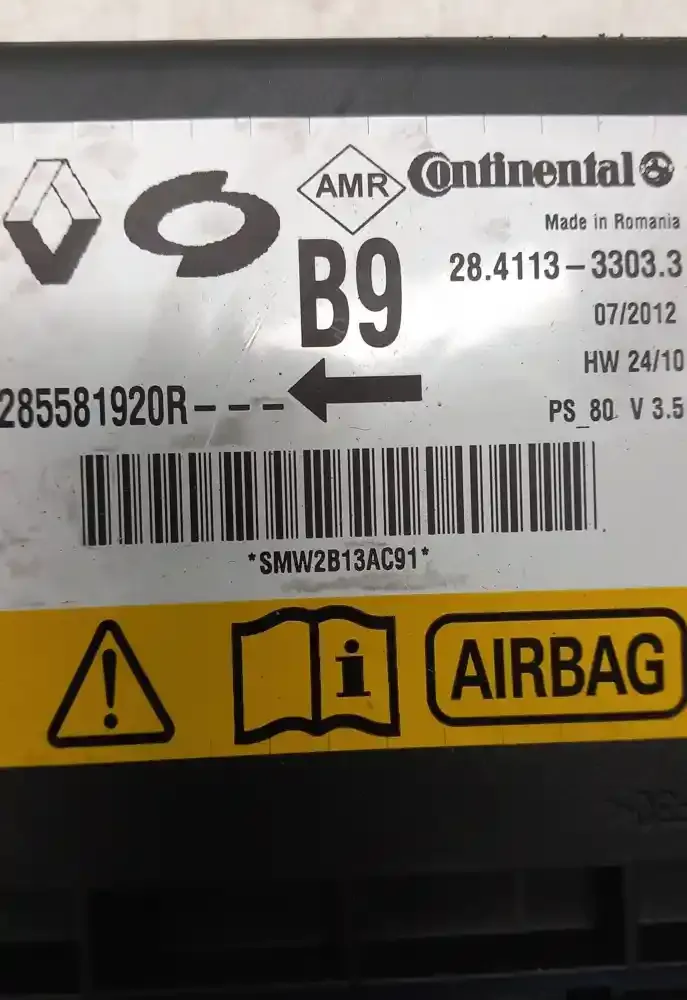 AMR
Continental
Made in Romania
B9
28.4113-3303.3
07/2012
HW 24/10
285581920R---
PS_80 V 3.5
*SMW2B13AC91*
i
AIRBAG